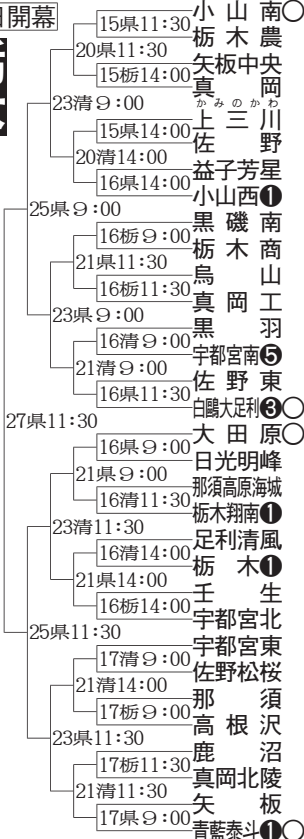 開幕
小山南○
15県11:30
栃木農
20県11:30
矢板中央
15栃14:00
真岡
23清9:00
かみのかわ
上三川
15県14:00
佐野
20清14:00
益子芳星
16県14:00
小山西❶
25県9:00
黒磯南
16栃9:00
栃木商
21県11:30
烏山
16栃11:30
真岡工
23県9:00
黒羽
16清9:00
宇都宮南❺
21清9:00
佐野東
16県11:30
白鷗大足利❸○
27県11:30
大田原○
16県9:00
日光明峰
21県9:00
那須高原海城
16清11:30
栃木翔南❶
23清11:30
足利清風
16清14:00
栃木❶
21県14:00
壬生
16栃14:00
宇都宮北
25県11:30
宇都宮東
17清9:00
佐野松桜
21清14:00
那須
17栃9:00
高根沢
23県11:30
鹿沼
17栃11:30
真岡北陵
21清11:30
矢板
17県9:00
青藍泰斗❶○